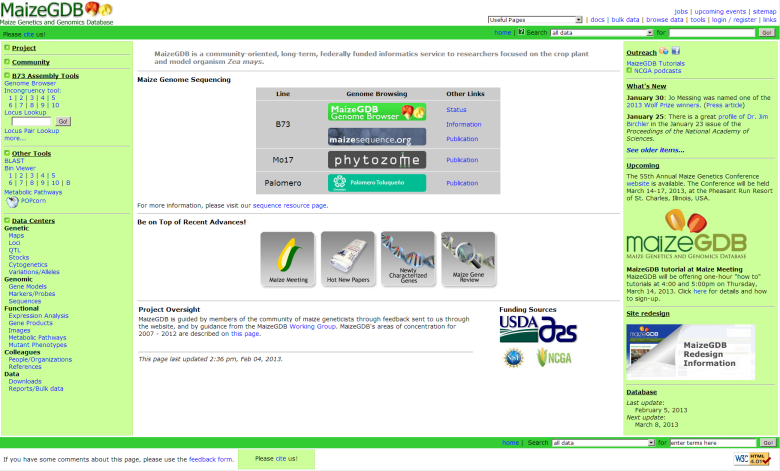 MaizeGDB
Maize Genetics and Genomics Database
jobs | upcoming events | sitemap
Useful Pages | docs | bulk data | browse data | tools | login / register | links
Please cite us!
home | ? Search all data for Go!
Project
Community
B73 Assembly Tools
Genome Browser
Incongruency tool:
1 | 2 | 3 | 4 | 5
6 | 7 | 8 | 9 | 10
Locus Lookup
Go!
Locus Pair Lookup
more...
Other Tools
BLAST
Bin Viewer
1 | 2 | 3 | 4 | 5
6 | 7 | 8 | 9 | 10 | B
Metabolic Pathways
POPcorn
Data Centers
Genetic
Maps
Loci
QTL
Stocks
Cytogenetics
Variations/Alleles
Genomic
Gene Models
Markers/Probes
Sequences
Functional
Expression Analysis
Gene Products
Images
Metabolic Pathways
Mutant Phenotypes
Colleagues
People/Organizations
References
Data
Downloads
Reports/Bulk data
MaizeGDB is a community-oriented, long-term, federally funded informatics service to researchers focused on the crop plant
and model organism Zea mays.
Maize Genome Sequencing
Line Genome Browsing Other Links
B73
MaizeGDB
Genome Browser
Status
Information
maizesequence.org
Publication
Mo17 phytozome Publication
Palomero Palomero Toluqueño Publication
For more information, please visit our sequence resource page.
Be on Top of Recent Advances!
Maize Meeting
Hot New Papers
Newly
Characterized
Genes
Maize Gene
Review
Project Oversight
MaizeGDB is guided by members of the community of maize geneticists through feedback sent to us through
the website, and by guidance from the MaizeGDB Working Group. MaizeGDB's areas of concentration for
2007 - 2012 are described on this page.
This page last updated 2:36 pm, Feb 04, 2013.
Funding Sources
USDA
NSF NCGA
Outreach
MaizeGDB Tutorials
NCGA podcasts
What's New
January 30: Jo Messing was named one of the
2013 Wolf Prize winners. (Press article)
January 25: There is a great profile of Dr. Jim
Birchler in the January 23 issue of the
Proceedings of the National Academy of
Sciences.
See older items...
Upcoming
The 55th Annual Maize Genetics Conference
website is available. The Conference will be held
March 14-17, 2013, at the Pheasant Run Resort
of St. Charles, Illinois, USA.
maizeGDB
MAIZE GENETICS AND GENOMICS DATABASE
MaizeGDB tutorial at Maize Meeting
MaizeGDB will be offering one-hour "how to"
tutorials at 4:00 and 5:00pm on Thursday,
March 14, 2013. Click here for details and how
to sign-up.
Site redesign
maizeGDB
MaizeGDB
Redesign
Information
Database
Last update:
February 5, 2013
Next update:
March 8, 2013
home | Search all data for enter terms here Go!
If you have some comments about this page, please use the feedback form.
Please cite us!
W3C HTML 4.01